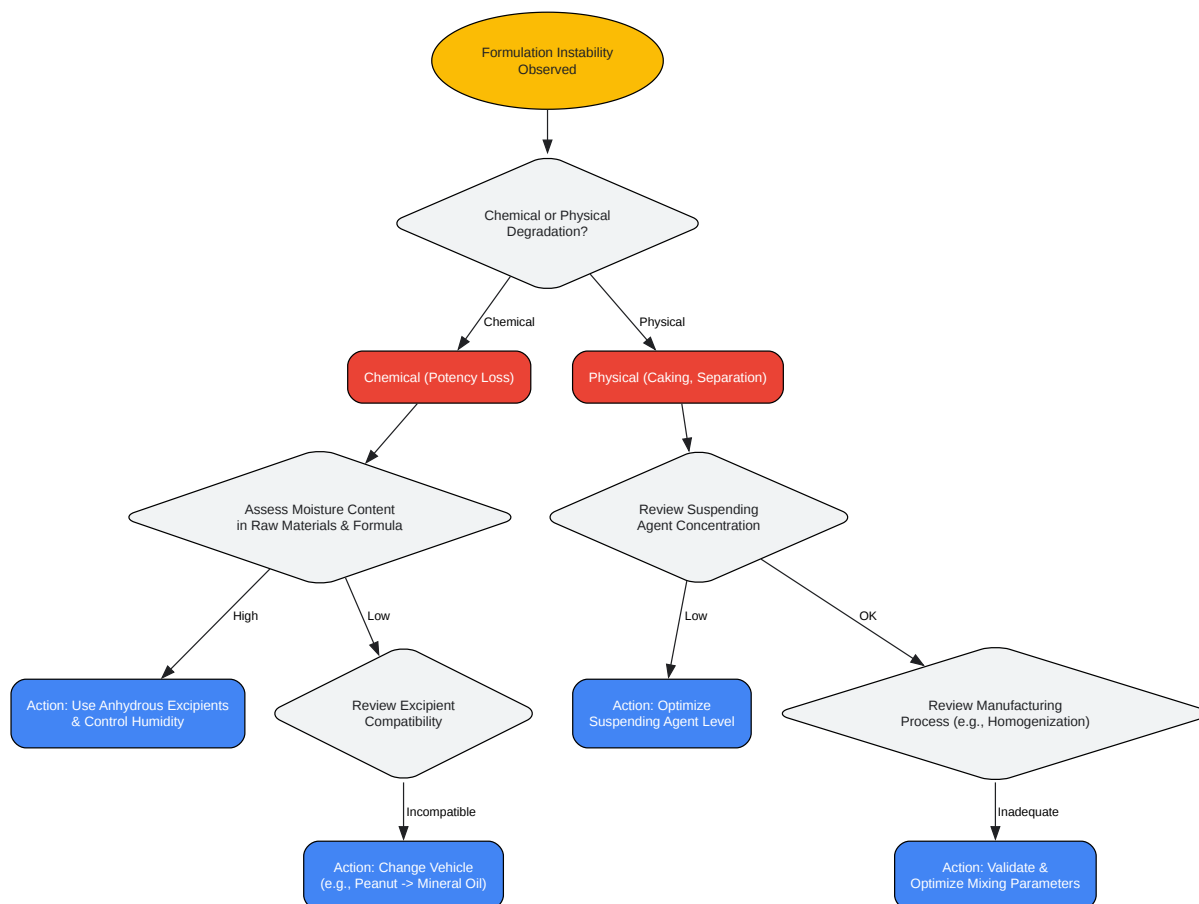 Formulation Instability
Observed
Chemical or Physical
Degradation?
Chemical
Physical
Chemical (Potency Loss)
Physical (Caking, Separation)
Assess Moisture Content
in Raw Materials & Formula
Review Suspending
Agent Concentration
High
Low
Low
OK
Action: Use Anhydrous Excipients
& Control Humidity
Review Excipient
Compatibility
Action: Optimize
Suspending Agent Level
Review Manufacturing
Process (e.g., Homogenization)
Incompatible
Inadequate
Action: Change Vehicle
(e.g., Peanut -> Mineral Oil)
Action: Validate &
Optimize Mixing Parameters